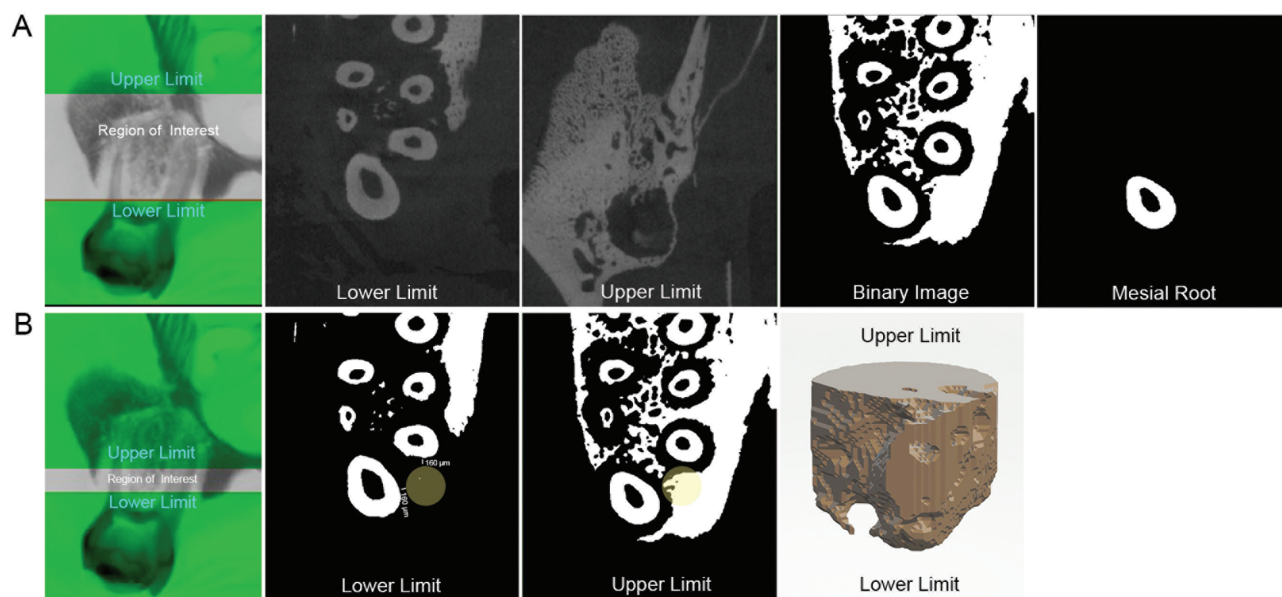 A
Upper Limit
Region of Interest
Lower Limit
Lower Limit
Upper Limit
Binary Image
Mesial Root
B
Upper Limit
Region of Interest
Lower Limit
160 µm
160 µm
Lower Limit
Upper Limit
Upper Limit
Lower Limit